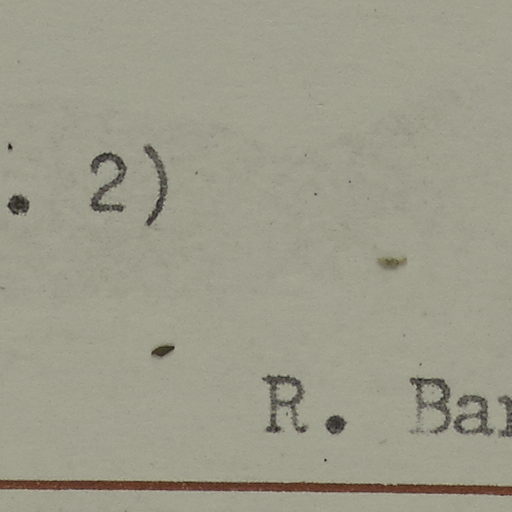 . 2)
R. Bar